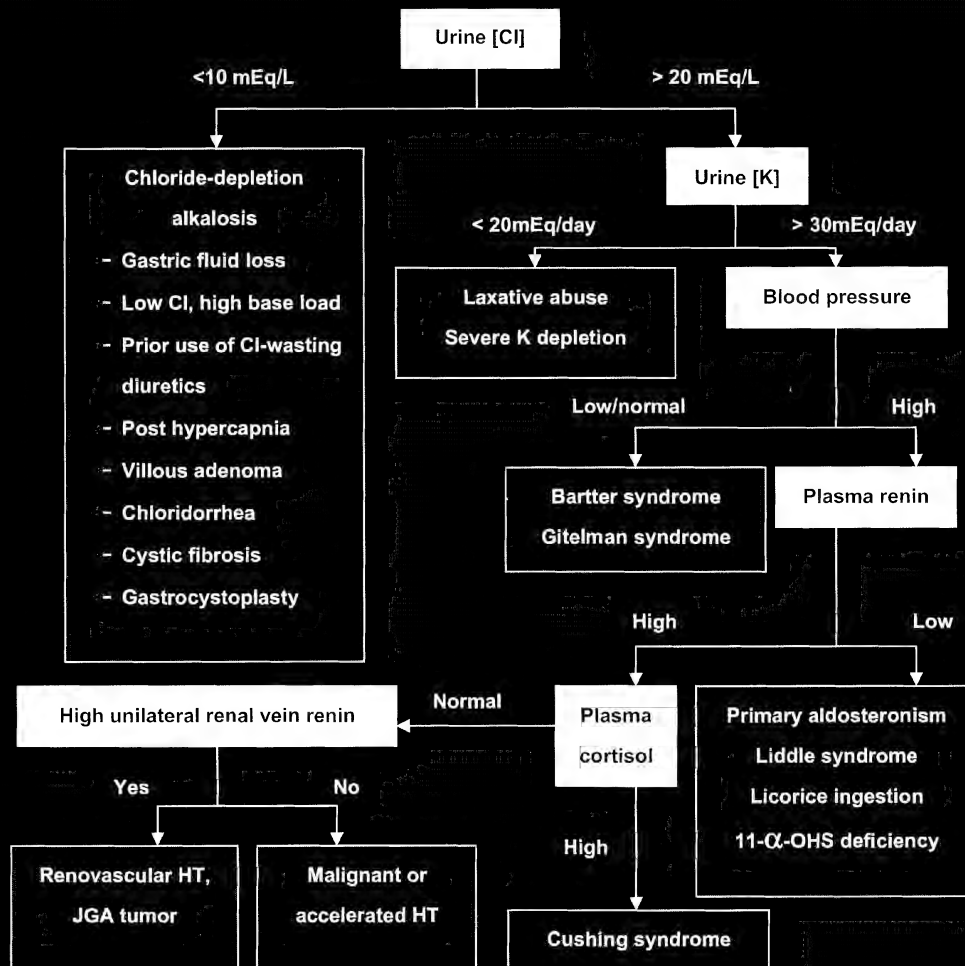 Urine [Cl]
<10 mEq/L
> 20 mEq/L
Chloride-depletion
alkalosis
- Gastric fluid loss
- Low Cl, high base load
- Prior use of Cl-wasting
diuretics
- Post hypercapnia
- Villous adenoma
- Chloridorrhea
- Cystic fibrosis
- Gastrocystoplasty
Urine [K]
< 20mEq/day
> 30mEq/day
Laxative abuse
Severe K depletion
Blood pressure
Low/normal
High
Bartter syndrome
Gitelman syndrome
Plasma renin
High
Low
Plasma
cortisol
Primary aldosteronism
Liddle syndrome
Licorice ingestion
11-α-OHS deficiency
Normal
High
High unilateral renal vein renin
Yes
No
Renovascular HT,
JGA tumor
Malignant or
accelerated HT
Cushing syndrome